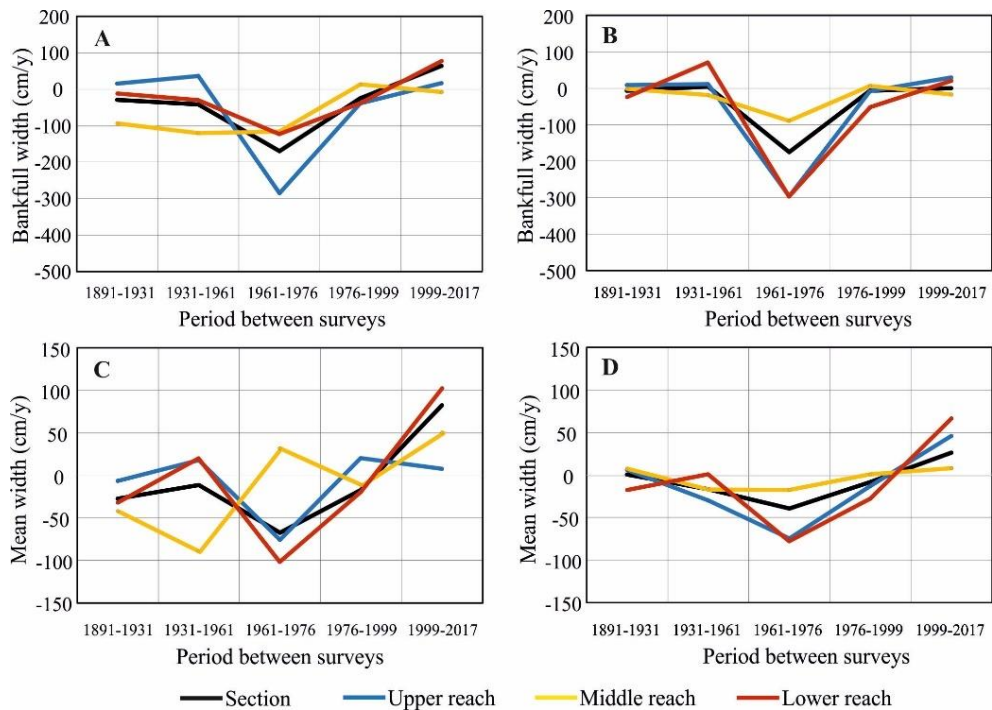 A
Bankfull width (cm/y)
200
100
0
-100
-200
-300
-400
-500
1891-1931 1931-1961 1961-1976 1976-1999 1999-2017
Period between surveys
B
Bankfull width (cm/y)
200
100
0
-100
-200
-300
-400
-500
1891-1931 1931-1961 1961-1976 1976-1999 1999-2017
Period between surveys
C
Mean width (cm/y)
150
100
50
0
-50
-100
-150
1891-1931 1931-1961 1961-1976 1976-1999 1999-2017
Period between surveys
D
Mean width (cm/y)
150
100
50
0
-50
-100
-150
1891-1931 1931-1961 1961-1976 1976-1999 1999-2017
Period between surveys
Section Upper reach Middle reach Lower reach